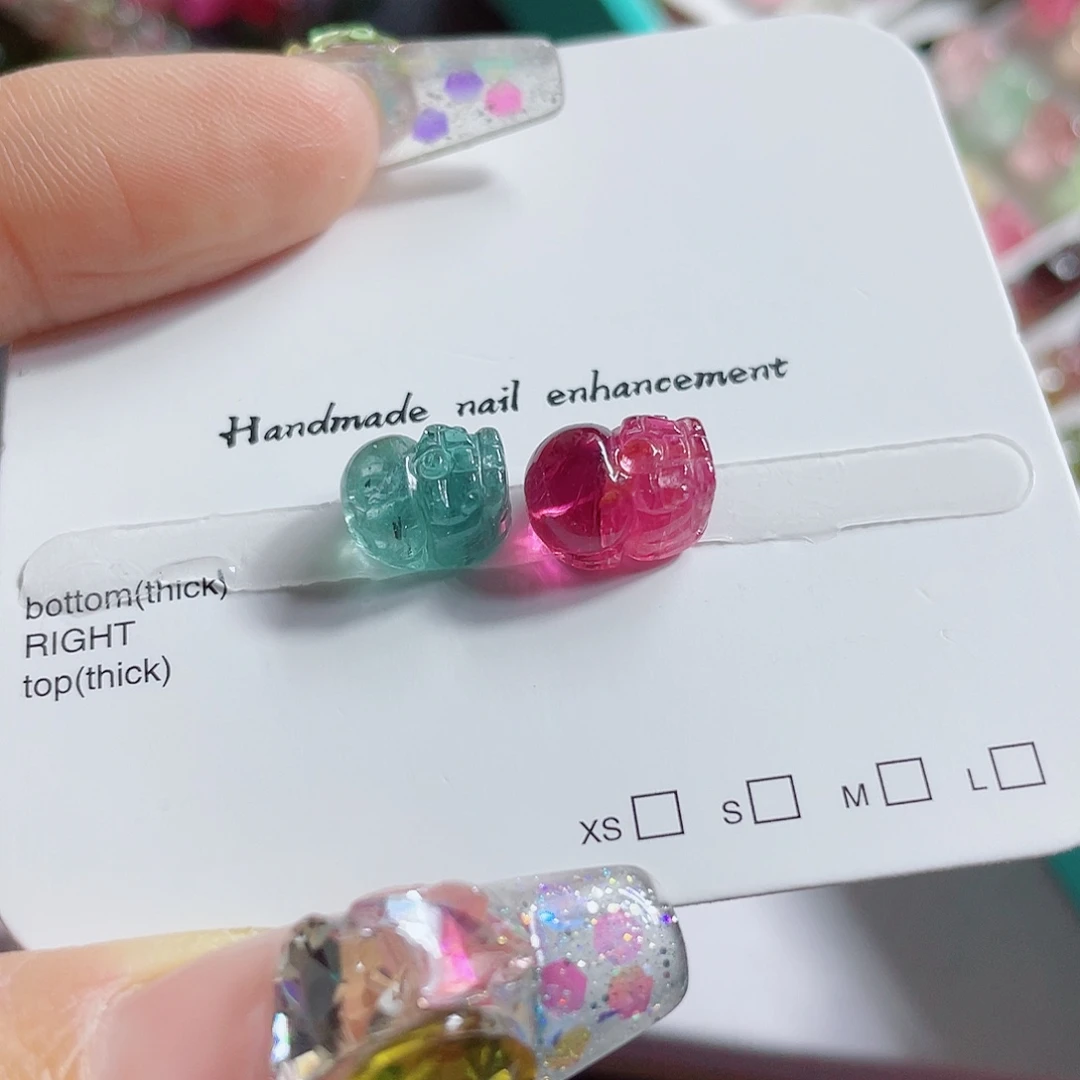 Handmade nail enhancement
bottom(thick)
RIGHT
top(thick)
XS S M L